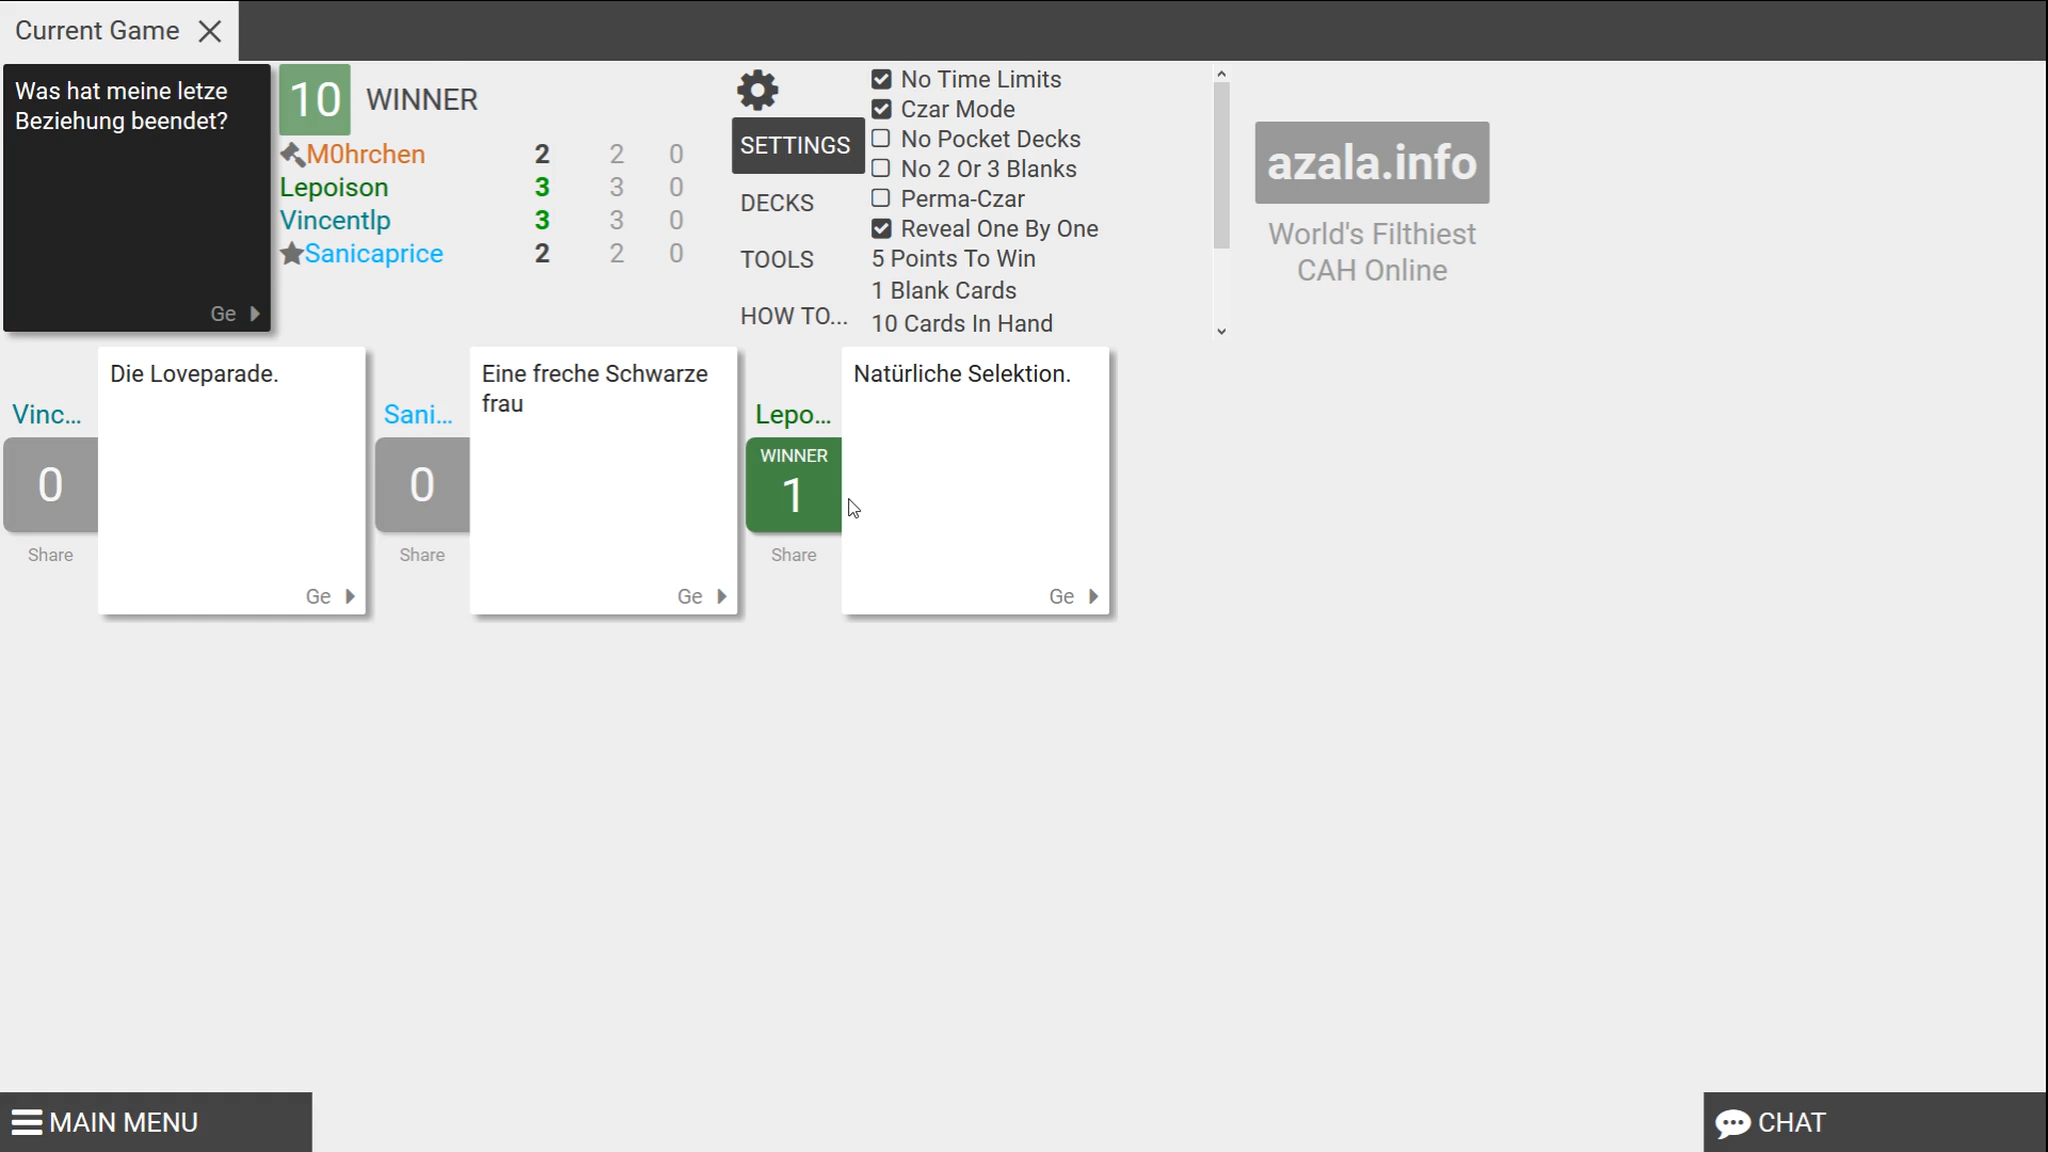 Current Game
Was hat meine letze
Beziehung beendet?
Ge
10 WINNER
M0hrchen 2 2 0
Lepoison 3 3 0
Vincentlp 3 3 0
Sanicaprice 2 2 0
SETTINGS
DECKS
TOOLS
HOW TO...
No Time Limits
Czar Mode
No Pocket Decks
No 2 Or 3 Blanks
Perma-Czar
Reveal One By One
5 Points To Win
1 Blank Cards
10 Cards In Hand
azala.info
World's Filthiest
CAH Online
Vinc...
0
Share
Die Loveparade.
Ge
Sani...
0
Share
Eine freche Schwarze
frau
Ge
Lepo...
WINNER
1
Share
Natürliche Selektion.
Ge
MAIN MENU
CHAT